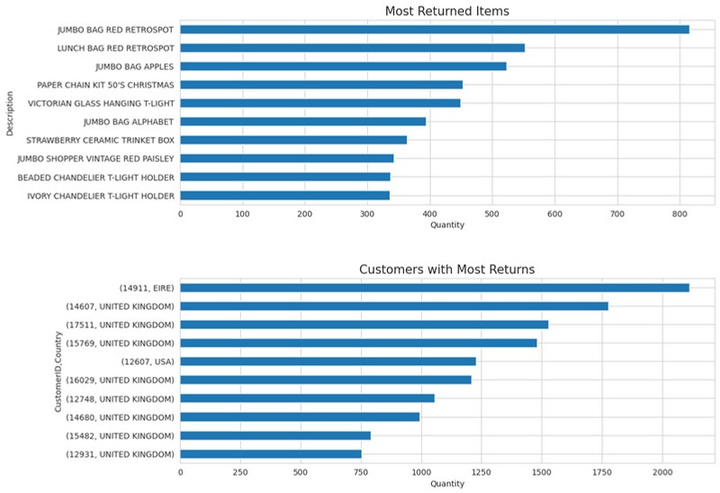 Most Returned Items
Description
JUMBO BAG RED RETROSPOT
LUNCH BAG RED RETROSPOT
JUMBO BAG APPLES
PAPER CHAIN KIT 50'S CHRISTMAS
VICTORIAN GLASS HANGING T-LIGHT
JUMBO BAG ALPHABET
STRAWBERRY CERAMIC TRINKET BOX
JUMBO SHOPPER VINTAGE RED PAISLEY
BEADED CHANDELIER T-LIGHT HOLDER
IVORY CHANDELIER T-LIGHT HOLDER
0 100 200 300 400 500 600 700 800
Quantity
Customers with Most Returns
CustomerID,Country
(14911, EIRE)
(14607, UNITED KINGDOM)
(17511, UNITED KINGDOM)
(15769, UNITED KINGDOM)
(12607, USA)
(16029, UNITED KINGDOM)
(12748, UNITED KINGDOM)
(14680, UNITED KINGDOM)
(15482, UNITED KINGDOM)
(12931, UNITED KINGDOM)
0 250 500 750 1000 1250 1500 1750 2000
Quantity